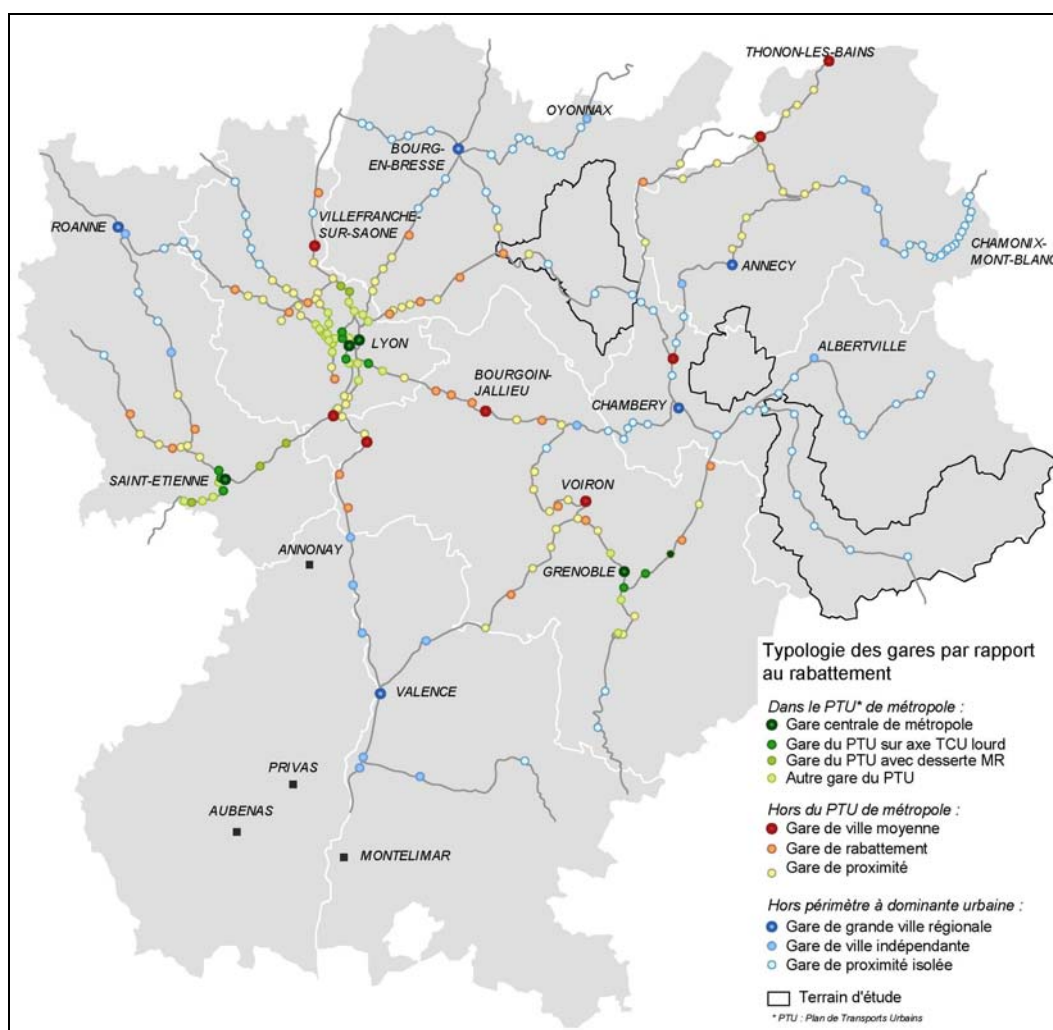 THONON-LES-BAINS
OYONNAX
BOURG-
EN-BRESSE
VILLEFRANCHE-
SUR-SAONE
ROANNE
CHAMONIX-
MONT-BLANC
ANNECY
LYON
ALBERTVILLE
BOURGOIN-
JALLIEU
CHAMBERY
SAINT-ETIENNE
VOIRON
ANNONAY
GRENOBLE
VALENCE
PRIVAS
AUBENAS
MONTELIMAR
Typologie des gares par rapport
au rabattement
Dans le PTU* de métropole :
Gare centrale de métropole
Gare du PTU sur axe TCU lourd
Gare du PTU avec desserte MR
Autre gare du PTU
Hors du PTU de métropole :
Gare de ville moyenne
Gare de rabattement
Gare de proximité
Hors périmètre à dominante urbaine :
Gare de grande ville régionale
Gare de ville indépendante
Gare de proximité isolée
Terrain d'étude
* PTU : Plan de Transports Urbains